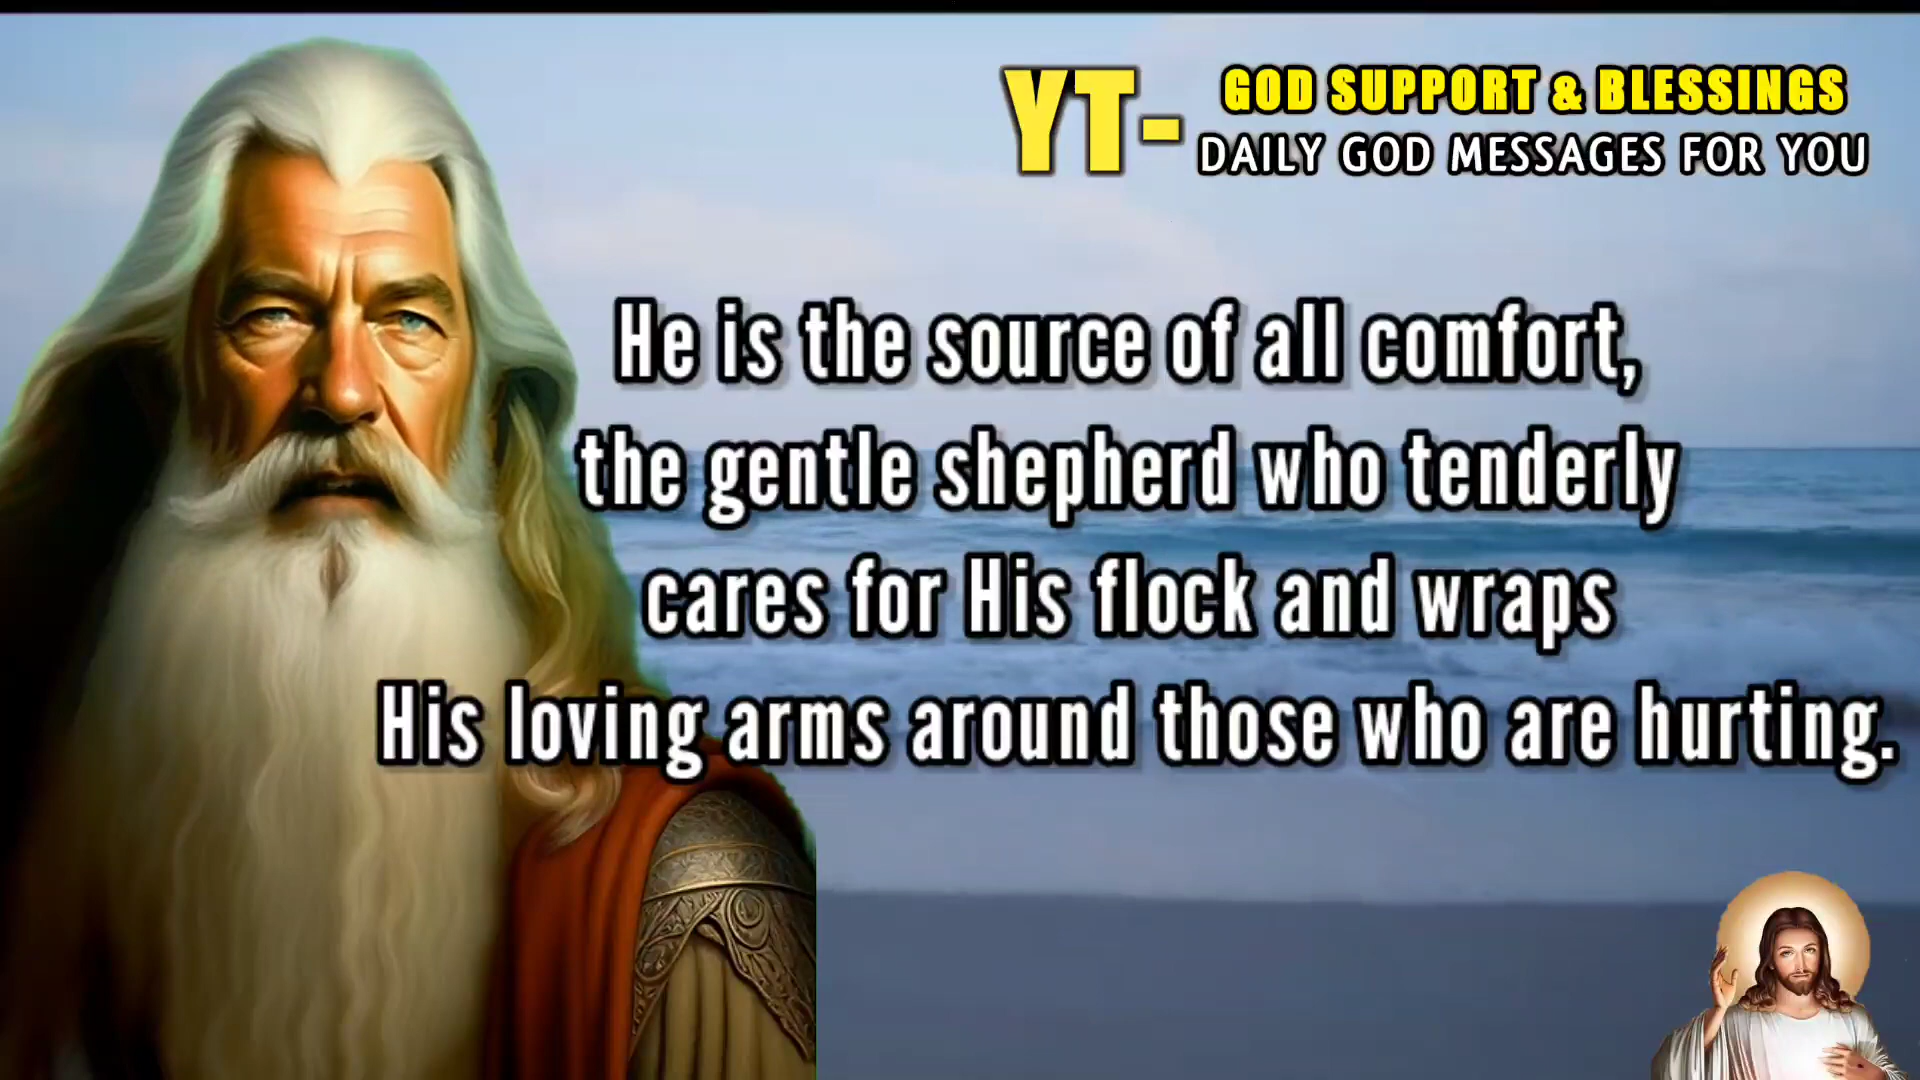 YT- GOD SUPPORT & BLESSINGS
DAILY GOD MESSAGES FOR YOU
He is the source of all comfort,
the gentle shepherd who tenderly
cares for His flock and wraps
His loving arms around those who are hurting.